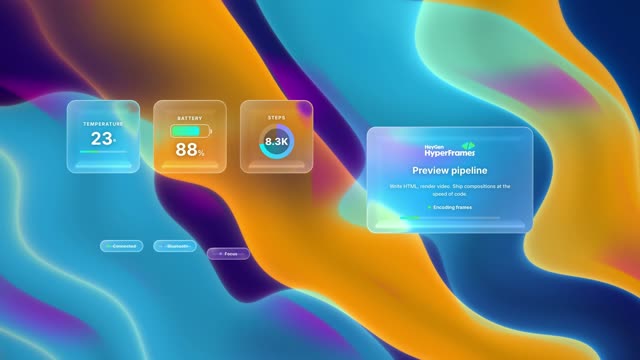 TEMPERATURE
23°
BATTERY
88%
STEPS
8.3K
HeyGen
HyperFrames
Preview pipeline
Write HTML, render video. Ship compositions at the
speed of code.
Encoding frames
Connected
Bluetooth
Focus